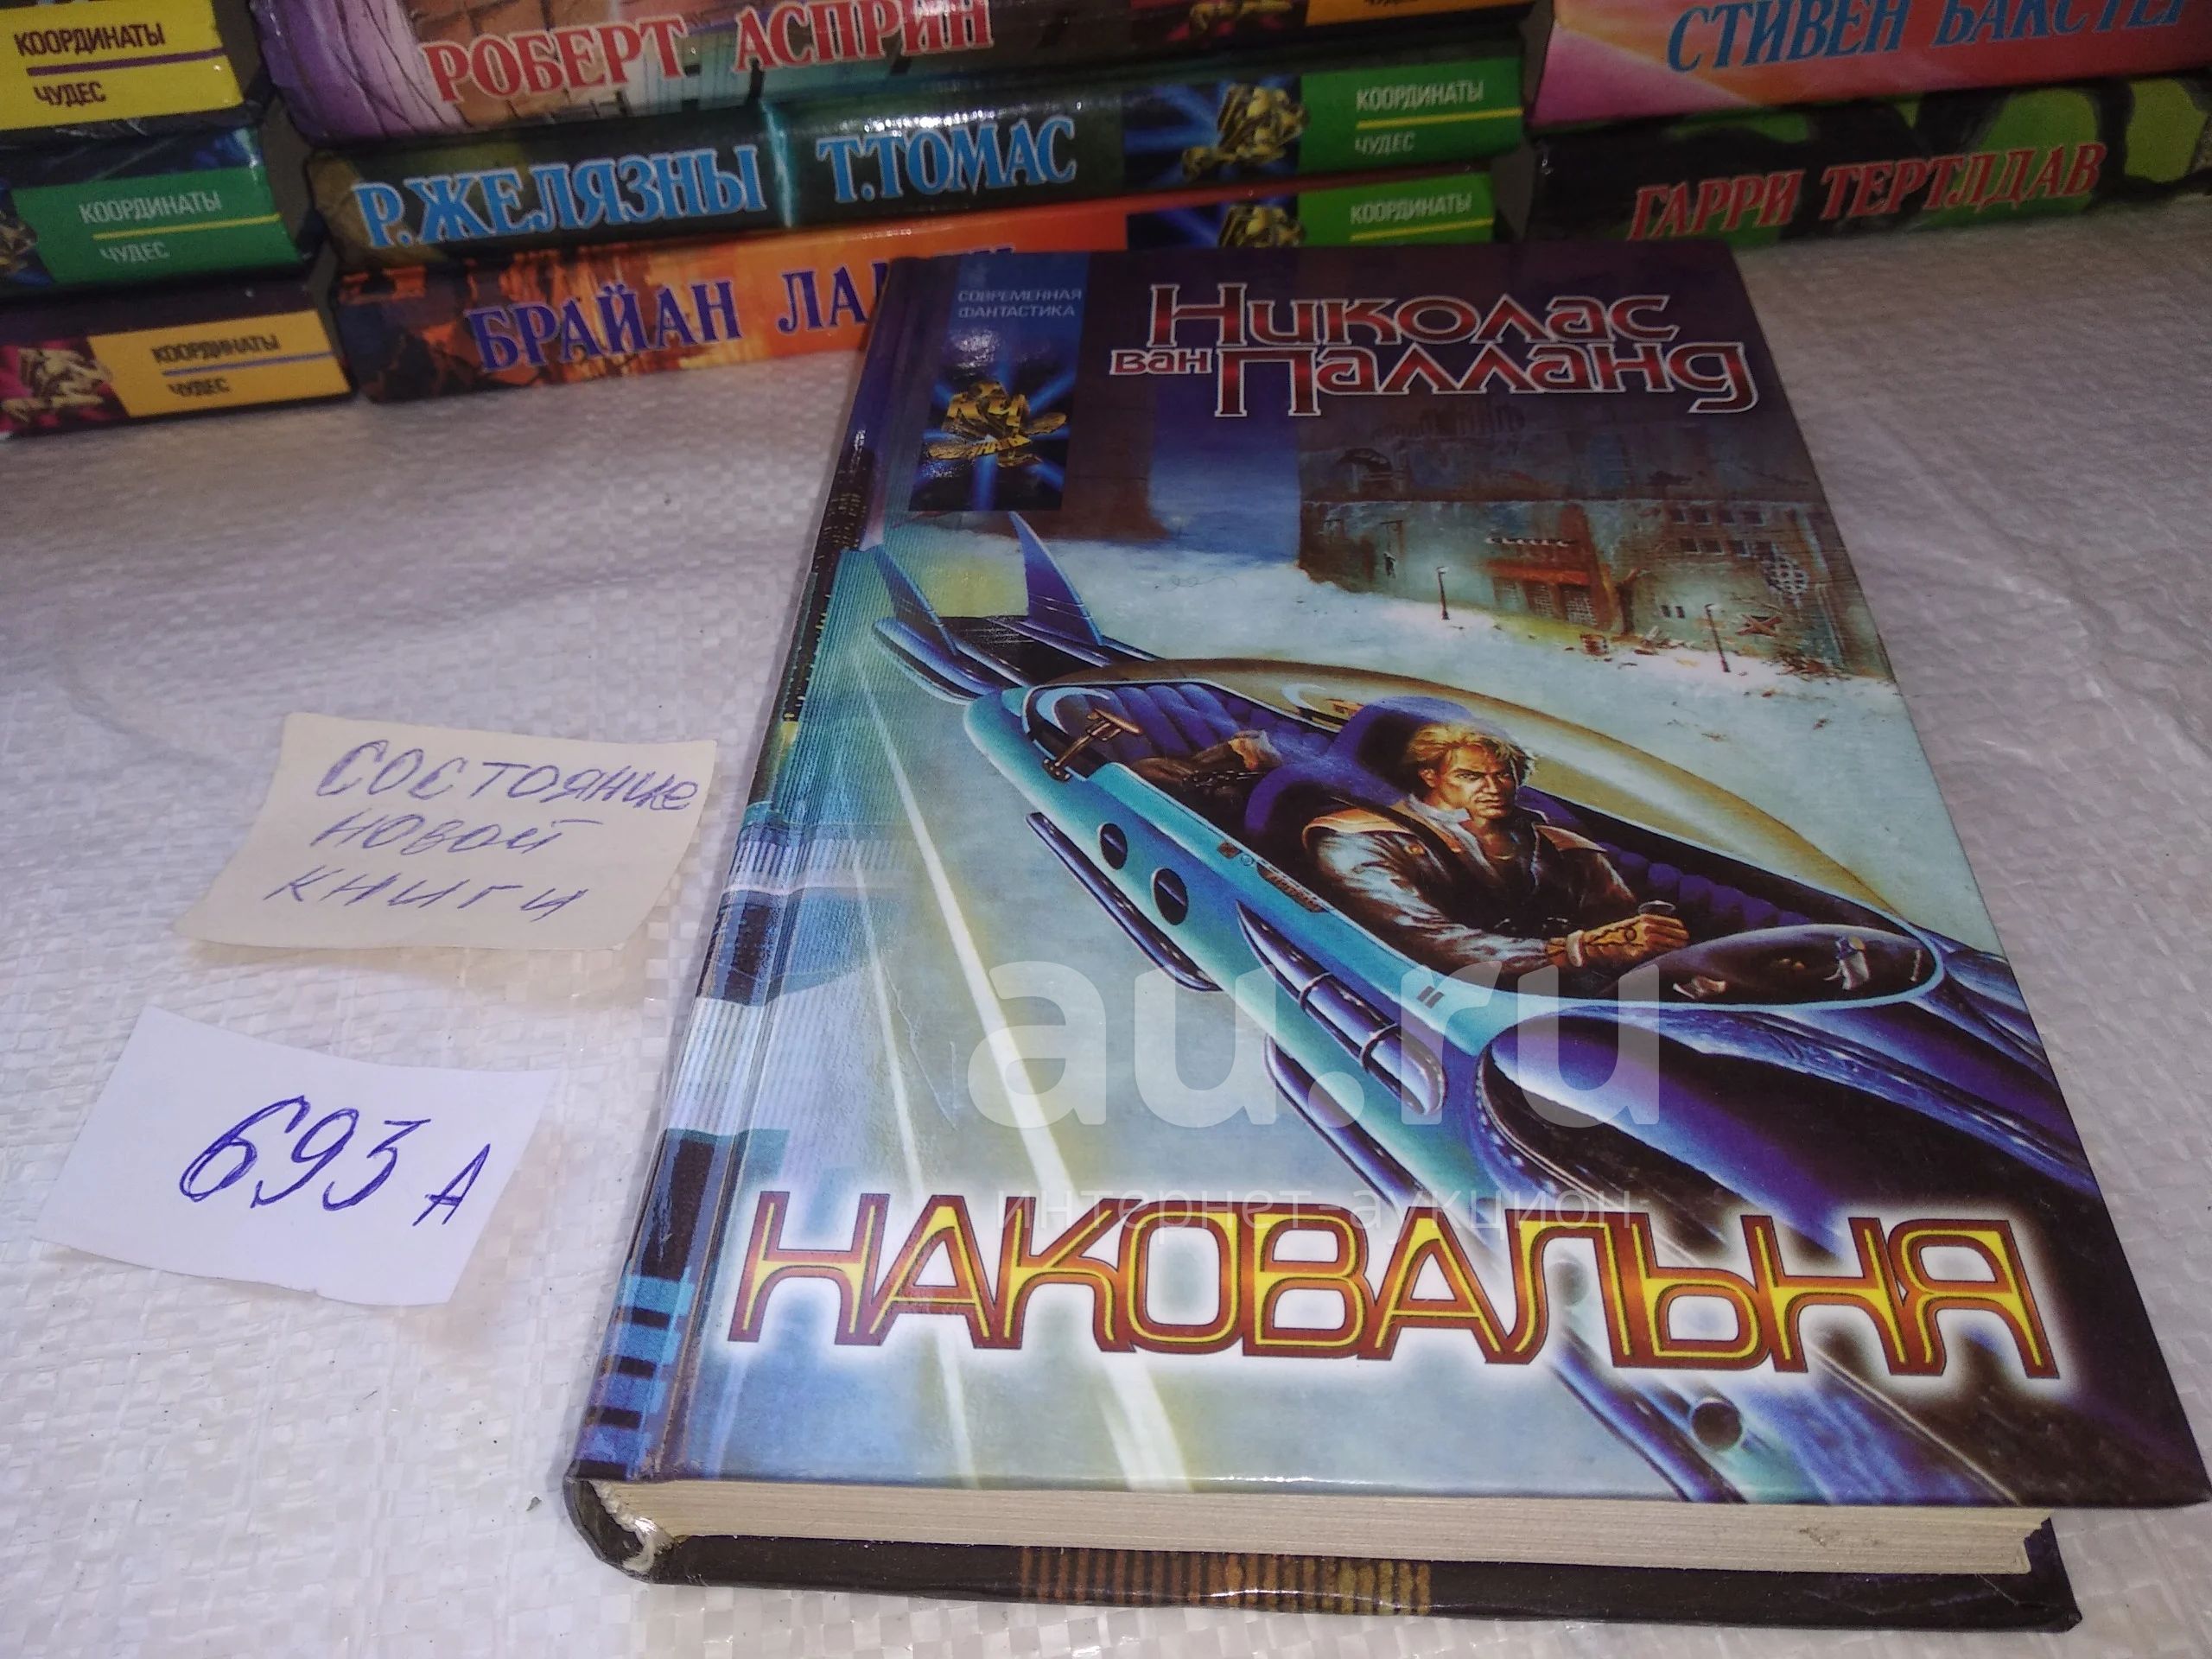 КООРДИНАТЫ
ЧУДЕС
РОБЕРТ АСПРИН
ЧУДЕС
СТИВЕН БАКСТЕР
КООРДИНАТЫ
ЧУДЕС
Р.ЖЕЛЯЗНЫ Т.ТОМАС
КООРДИНАТЫ
ЧУДЕС
ГАРРИ ТЕРТЛДАВ
КООРДИНАТЫ
ЧУДЕС
БРАЙАН
КООРДИНАТЫ
СОВРЕМЕННАЯ
ФАНТАСТИКА
Николас
ван Палланд
СОСТОЯНИЕ
НОВОЙ
КНИГИ
693 А
au.ru
интернет-аукцион
НАКОВАЛЬНЯ